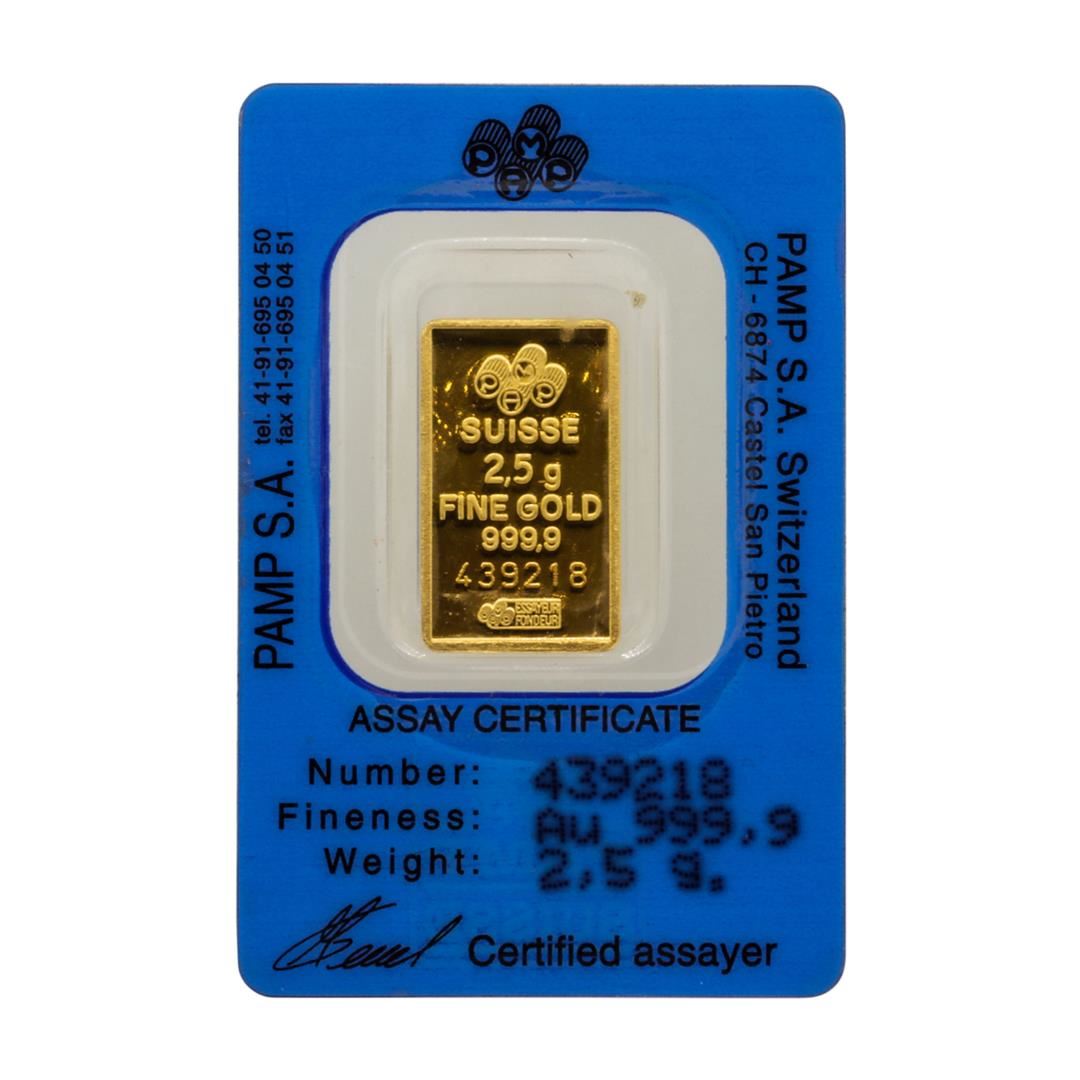 PAMP
tel. 41-91-695 04 50
fax 41-91-695 04 51
PAMP S.A.
PAMP S.A. Switzerland
CH - 6874 Castel San Pietro
PAMP
SUISSE
2,5 g
FINE GOLD
999,9
439218
ESSAYEUR
FONDEUR
ASSAY CERTIFICATE
Number: 439218
Fineness: Au 999,9
Weight: 2,5 g.
Certified assayer